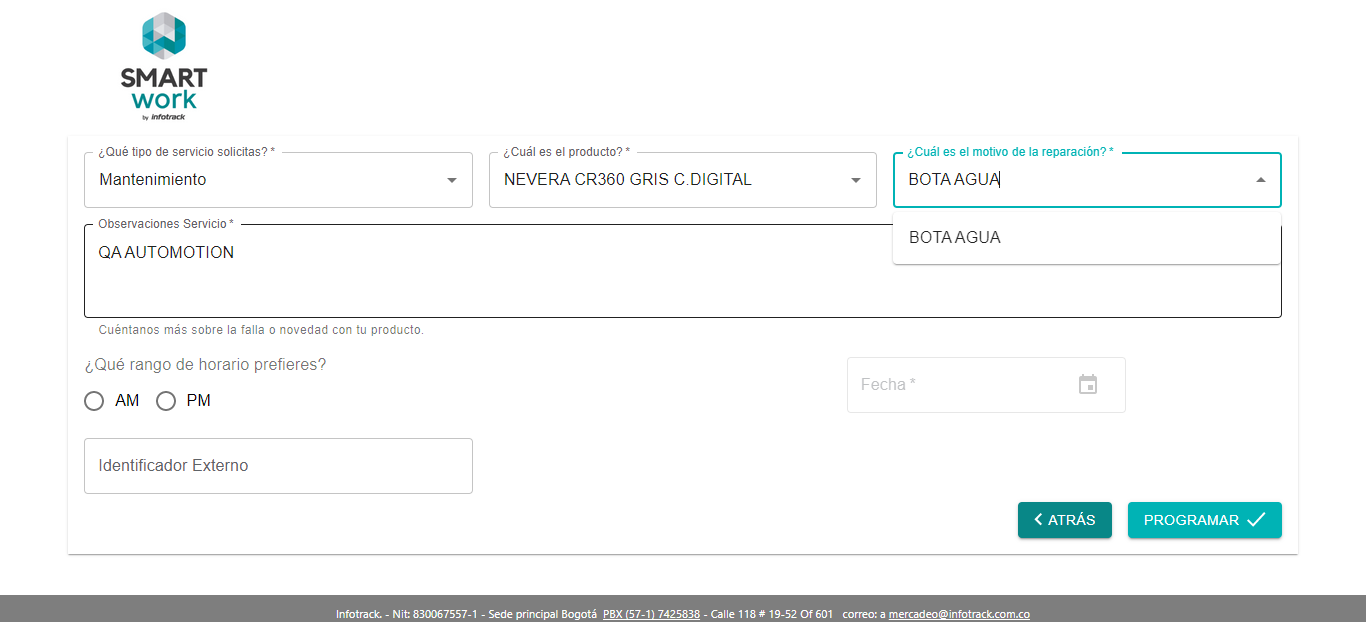 SMART
work
by infotrack
¿Qué tipo de servicio solicitas? *
Mantenimiento
¿Cuál es el producto? *
NEVERA CR360 GRIS C.DIGITAL
¿Cuál es el motivo de la reparación? *
BOTA AGUA
BOTA AGUA
Observaciones Servicio *
QA AUTOMOTION
Cuéntanos más sobre la falla o novedad con tu producto.
¿Qué rango de horario prefieres?
AM PM
Fecha *
Identificador Externo
ATRÁS
PROGRAMAR
Infotrack. - Nit: 830067557-1 - Sede principal Bogotá PBX (57-1) 7425838 - Calle 118 # 19-52 Of 601 correo: a mercadeo@infotrack.com.co